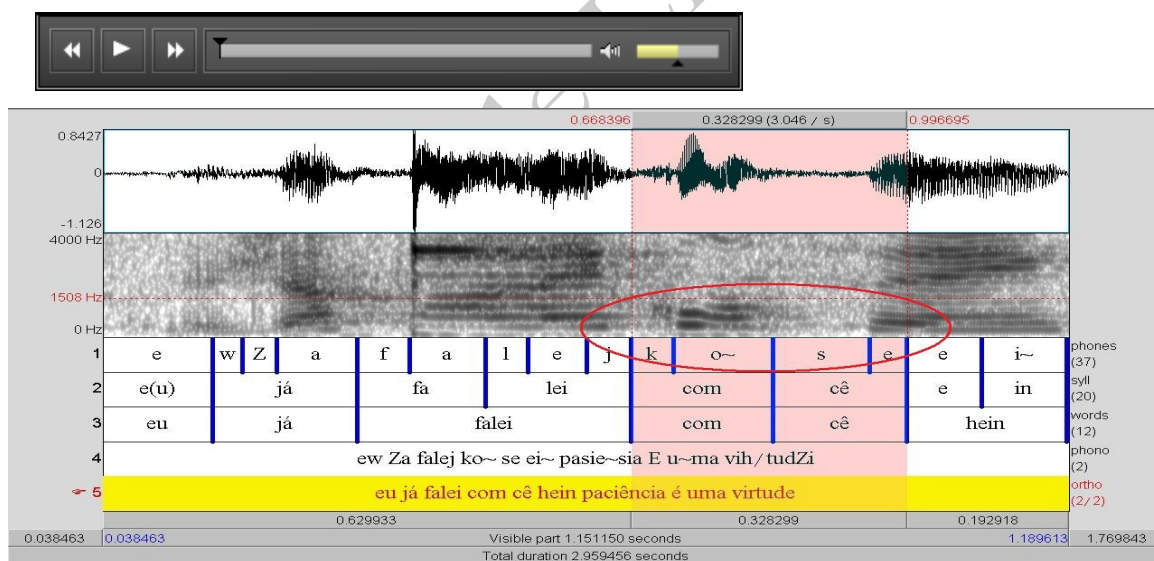 0.668396 0.328299 (3.046 / s) 0.996695
0.8427
0
-1.126
4000 Hz
1508 Hz
0 Hz
1 e w Z a f a l e j k o~ s e e i~ phones (37)
2 e(u) já fa lei com cê e in syll (20)
3 eu já falei com cê hein words (12)
4 ew Za falej ko~ se ei~ pasie~sia E u~ma vih/tudZi phono (2)
5 eu já falei com cê hein paciência é uma virtude ortho (2/2)
0.629933 0.328299 0.192918
0.038463 0.038463 Visible part 1.151150 seconds 1.189613 1.769843
Total duration 2.959456 seconds